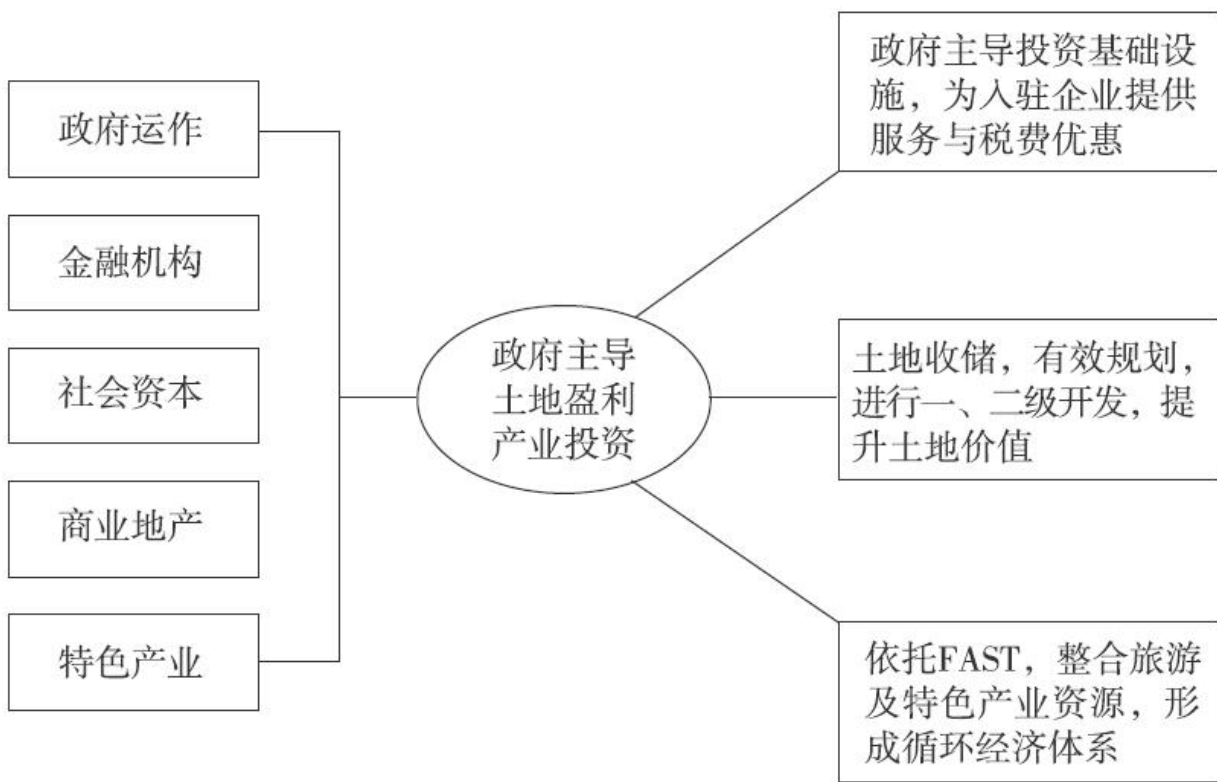 政府运作
金融机构
社会资本
商业地产
特色产业
政府主导
土地盈利
产业投资
政府主导投资基础设
施，为入驻企业提供
服务与税费优惠
土地收储，有效规划，
进行一、二级开发，提
升土地价值
依托FAST，整合旅游
及特色产业资源，形
成循环经济体系